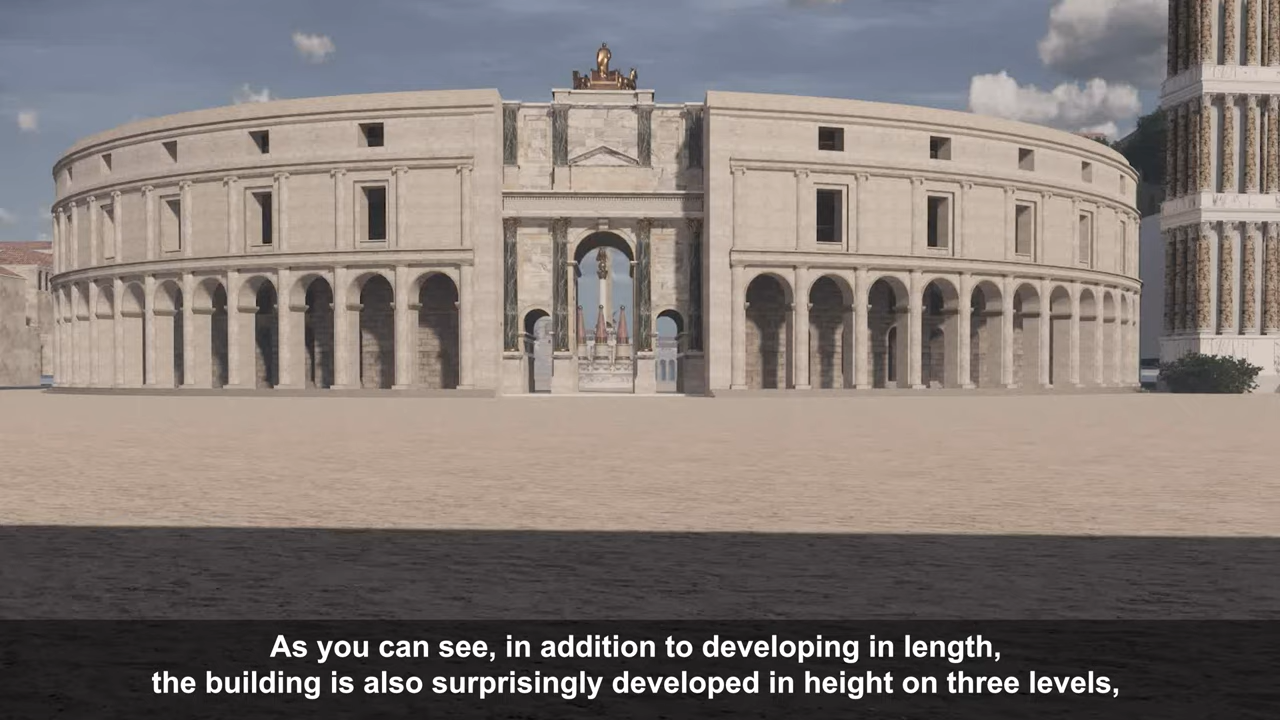 As you can see, in addition to developing in length,
the building is also surprisingly developed in height on three levels,